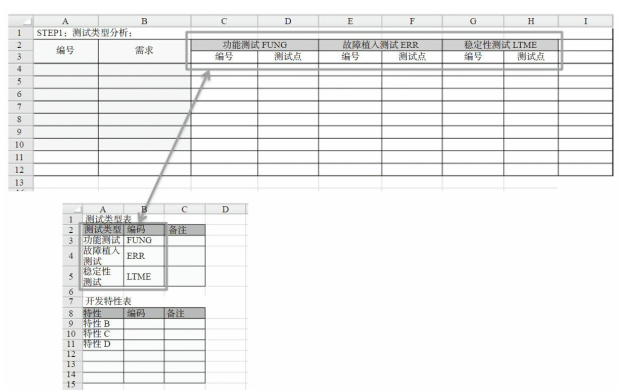 A B C D E F G H I
1 STEP1：测试类型分析：
2 编号 需求 功能测试 FUNG 故障植入测试 ERR 稳定性测试 LTME
3 编号 测试点 编号 测试点 编号 测试点
4
5
6
7
8
9
10
11
12
13
A B C D
1 测试类型表
2 测试类型 编码 备注
3 功能测试 FUNG
4 故障植入测试 ERR
5 稳定性测试 LTME
6
7 开发特性表
8 特性 编码 备注
9 特性 B
10 特性 C
11 特性 D
12
13
14
15